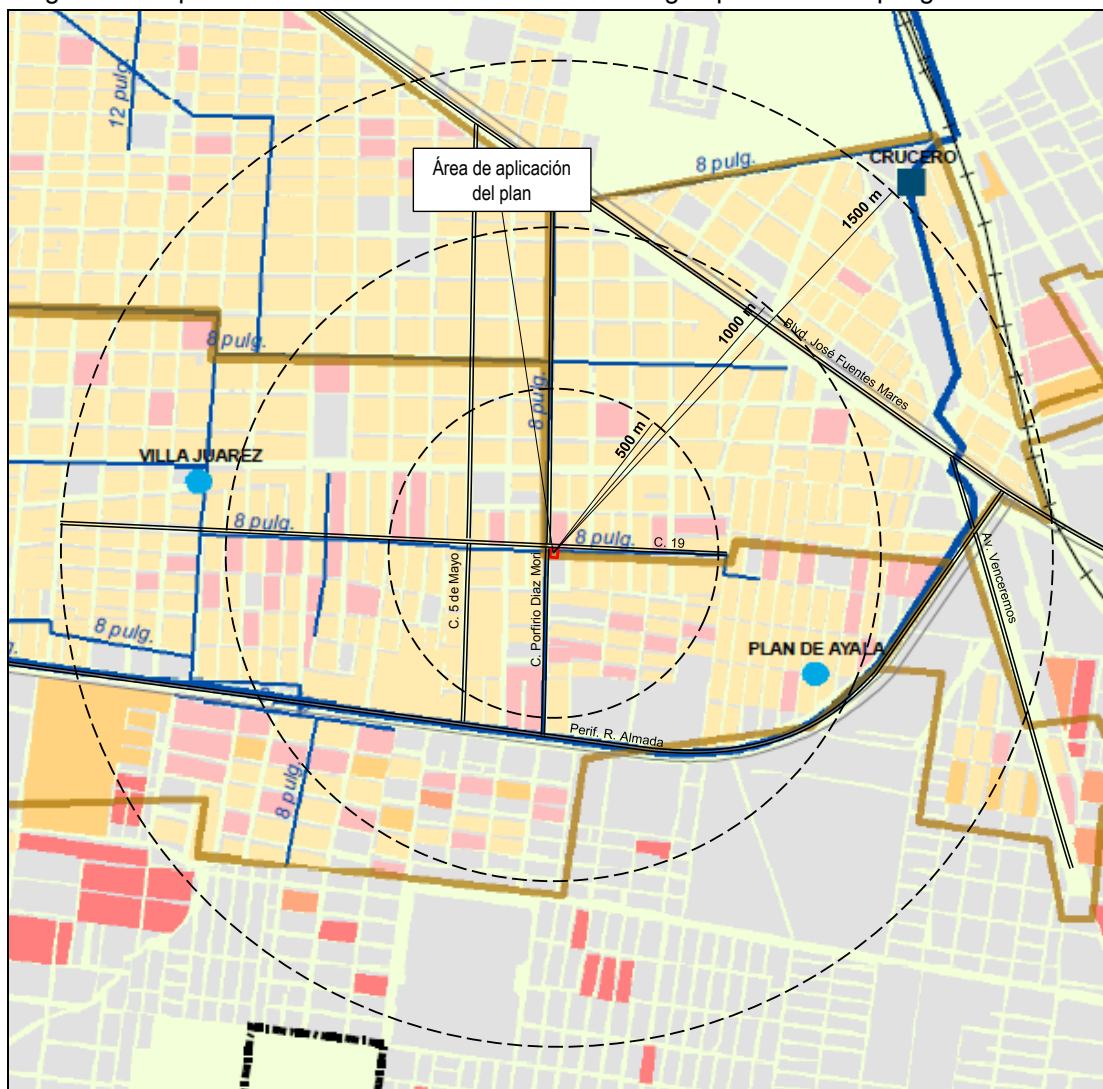 12 pulg.
Área de aplicación
del plan
8 pulg.
CRUCERO
1500 m
1000 m
Blvd. José Fuentes Mares
8 pulg.
8 pulg.
500 m
VILLA JUAREZ
8 pulg.
8 pulg.
C. 19
C. 5 de Mayo
C. Porfirio Diaz Mori
Av. Venceremos
8 pulg.
PLAN DE AYALA
Perif. R. Almada
8 pulg.